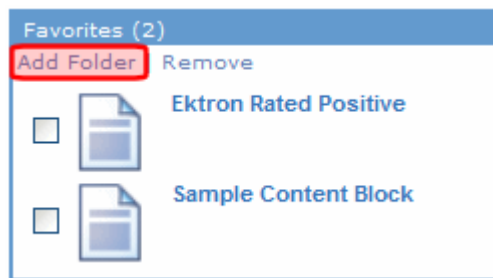 Favorites (2)
Add Folder Remove
Ektron Rated Positive
Sample Content Block